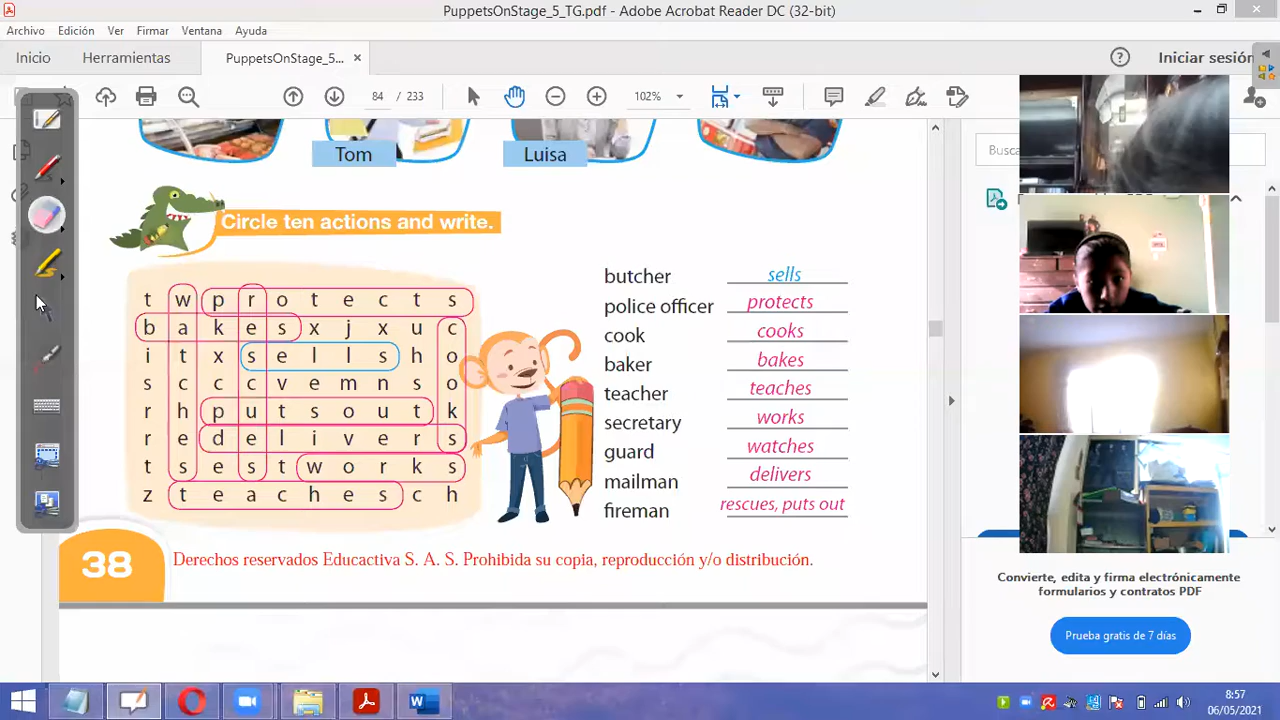 PuppetsOnStage_5_TG.pdf - Adobe Acrobat Reader DC (32-bit)
Archivo Edición Ver Firmar Ventana Ayuda
Inicio Herramientas PuppetsOnStage_5... × Iniciar sesión
84 / 233 102%
Tom Luisa
Busca
Circle ten actions and write.
t w p r o t e c t s
b a k e s x j x u c
i t x s e l l s h o
s c c c v e m n s o
r h p u t s o u t k
r e d e l i v e r s
t s e s t w o r k s
z t e a c h e s c h
butcher sells
police officer protects
cook cooks
baker bakes
teacher teaches
secretary works
guard watches
mailman delivers
fireman rescues, puts out
38 Derechos reservados Educactiva S. A. S. Prohibida su copia, reproducción y/o distribución.
Convierte, edita y firma electrónicamente
formularios y contratos PDF
Prueba gratis de 7 días
8:57
06/05/2021